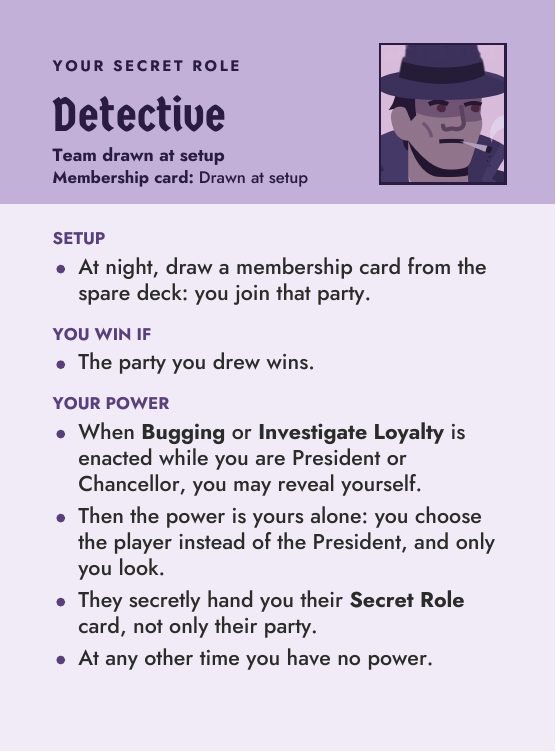 YOUR SECRET ROLE
Detective
Team drawn at setup
Membership card: Drawn at setup
SETUP
• At night, draw a membership card from the
spare deck: you join that party.
YOU WIN IF
• The party you drew wins.
YOUR POWER
• When Bugging or Investigate Loyalty is
enacted while you are President or
Chancellor, you may reveal yourself.
• Then the power is yours alone: you choose
the player instead of the President, and only
you look.
• They secretly hand you their Secret Role
card, not only their party.
• At any other time you have no power.